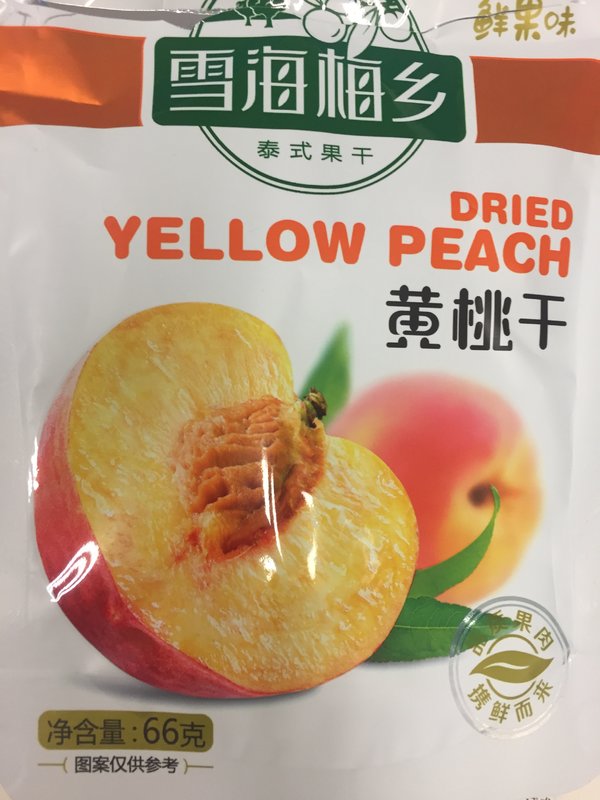 鲜果味
雪海梅乡
泰式果干
DRIED
YELLOW PEACH
黄桃干
果肉
携鲜而来
净含量:66克
(图案仅供参考)